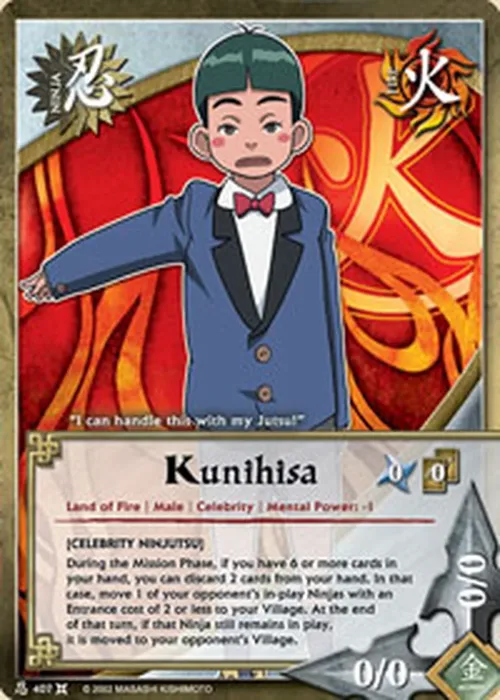 NINJA
忍
火
"I can handle this with my Jutsu!"
Kunihisa
0 0
Land of Fire | Male | Celebrity | Mental Power: -1
[CELEBRITY NINJUTSU]
During the Mission Phase, if you have 6 or more cards in
your hand, you can discard 2 cards from your hand. In that
case, move 1 of your opponent's in-play Ninjas with an
Entrance cost of 2 or less to your Village. At the end
of that turn, if that Ninja still remains in play,
it is moved to your opponent's Village.
0/0
0/0
金
忍 407
© 2002 MASASHI KISHIMOTO